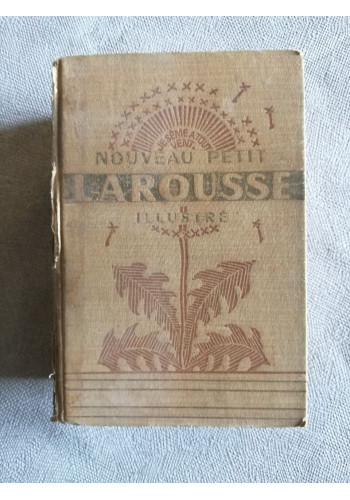 JE SÈME A TOUT
VENT
NOUVEAU PETIT
LAROUSSE
ILLUSTRÉ